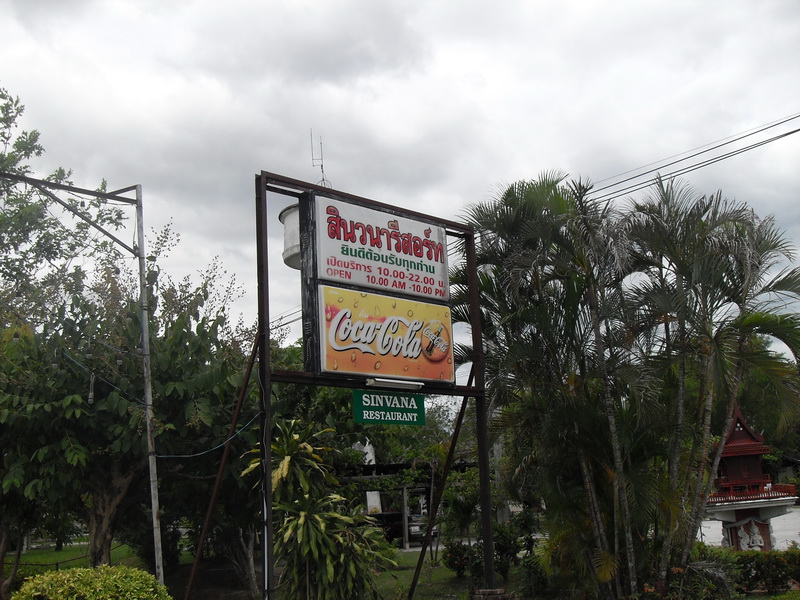 สินวนารีสอร์ท
ยินดีต้อนรับทุกท่าน
เปิดบริการ 10.00-22.00 น.
OPEN 10.00 AM -10.00 PM
Coca-Cola
Coca-Cola
SINVANA
RESTAURANT